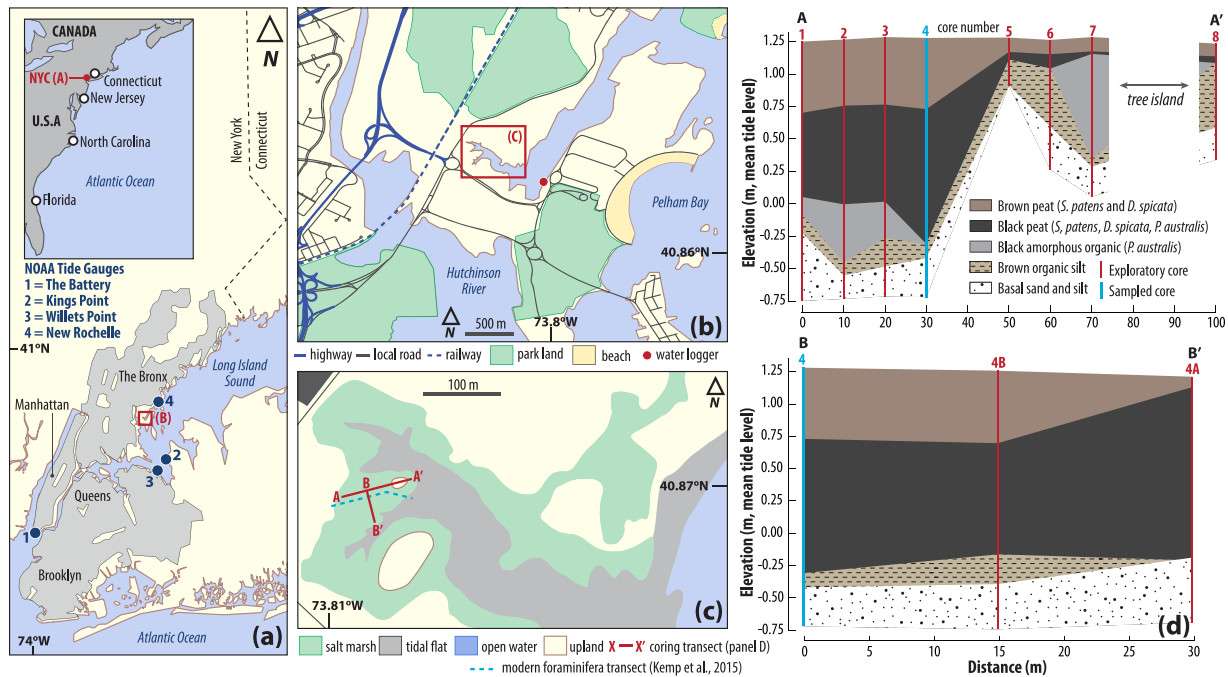 CANADA
NYC (A)
Connecticut
New Jersey
U.S.A
North Carolina
Atlantic Ocean
Florida
N
New York
Connecticut
NOAA Tide Gauges
1 = The Battery
2 = Kings Point
3 = Willets Point
4 = New Rochelle
41°N
Long Island
Sound
The Bronx
Manhattan
4
(B)
2
3
Queens
1
Brooklyn
(a)
Atlantic Ocean
74°W
(C)
Pelham Bay
40.86°N
Hutchinson
River
N
500 m
73.8°W
(b)
highway
local road
railway
park land
beach
water logger
100 m
N
A
B
A'
B'
40.87°N
73.81°W
(c)
salt marsh
tidal flat
open water
upland
X X' coring transect (panel D)
modern foraminifera transect (Kemp et al., 2015)
A
A'
1 2 3 4 core number 5 6 7 8
Elevation (m, mean tide level)
1.25
1.00
0.75
0.50
0.25
0.00
-0.25
-0.50
-0.75
tree island
Brown peat (S. patens and D. spicata)
Black peat (S. patens, D. spicata, P. australis)
Black amorphous organic (P. australis)
Brown organic silt
Exploratory core
Basal sand and silt
Sampled core
0 10 20 30 40 50 60 70 80 90 100
B
B'
4 4B 4A
Elevation (m, mean tide level)
1.25
1.00
0.75
0.50
0.25
0.00
-0.25
-0.50
-0.75
(d)
0 5 10 15 20 25 30
Distance (m)